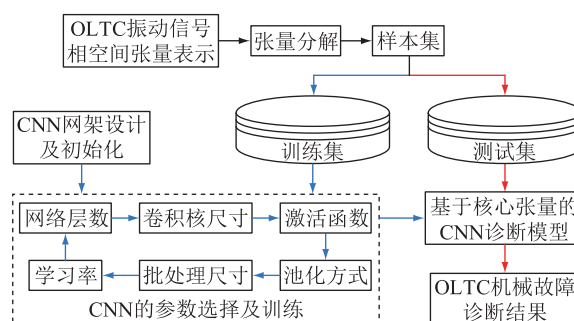 OLTC振动信号
相空间张量表示
张量分解
样本集
CNN网架设计
及初始化
训练集
测试集
网络层数
卷积核尺寸
激活函数
基于核心张量的
CNN诊断模型
学习率
批处理尺寸
池化方式
CNN的参数选择及训练
OLTC机械故障
诊断结果